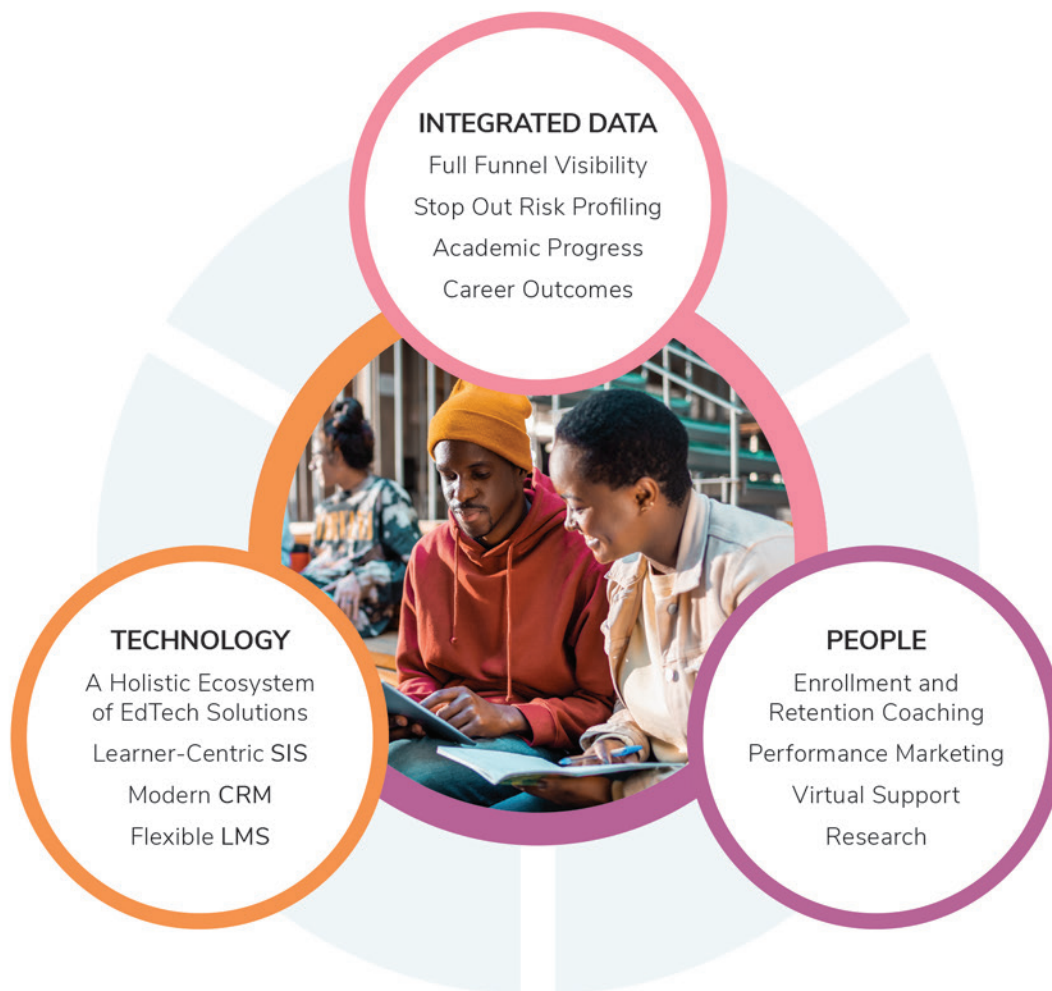 INTEGRATED DATA
Full Funnel Visibility
Stop Out Risk Profiling
Academic Progress
Career Outcomes
TECHNOLOGY
A Holistic Ecosystem
of EdTech Solutions
Learner-Centric SIS
Modern CRM
Flexible LMS
PEOPLE
Enrollment and
Retention Coaching
Performance Marketing
Virtual Support
Research